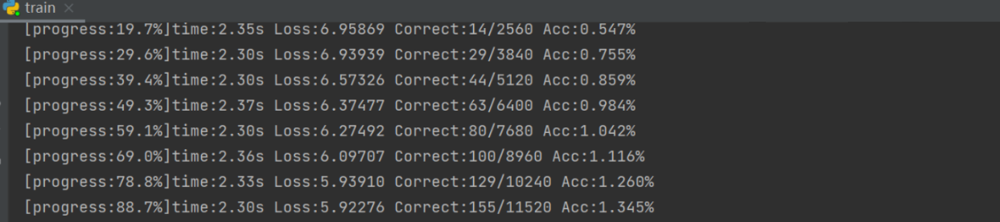 train
[progress:19.7%]time:2.35s Loss:6.95869 Correct:14/2560 Acc:0.547%
[progress:29.6%]time:2.30s Loss:6.93939 Correct:29/3840 Acc:0.755%
[progress:39.4%]time:2.30s Loss:6.57326 Correct:44/5120 Acc:0.859%
[progress:49.3%]time:2.37s Loss:6.37477 Correct:63/6400 Acc:0.984%
[progress:59.1%]time:2.30s Loss:6.27492 Correct:80/7680 Acc:1.042%
[progress:69.0%]time:2.36s Loss:6.09707 Correct:100/8960 Acc:1.116%
[progress:78.8%]time:2.33s Loss:5.93910 Correct:129/10240 Acc:1.260%
[progress:88.7%]time:2.30s Loss:5.92276 Correct:155/11520 Acc:1.345%